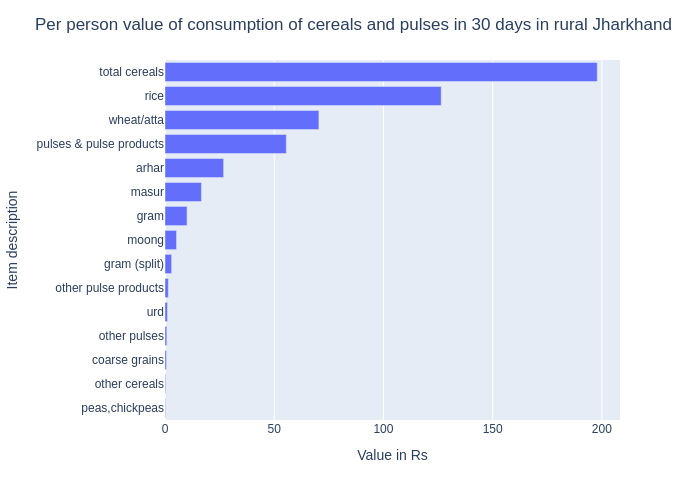 Per person value of consumption of cereals and pulses in 30 days in rural Jharkhand
total cereals
rice
wheat/atta
pulses & pulse products
arhar
masur
gram
moong
gram (split)
other pulse products
urd
other pulses
coarse grains
other cereals
peas,chickpeas
0 50 100 150 200
Value in Rs
Item description